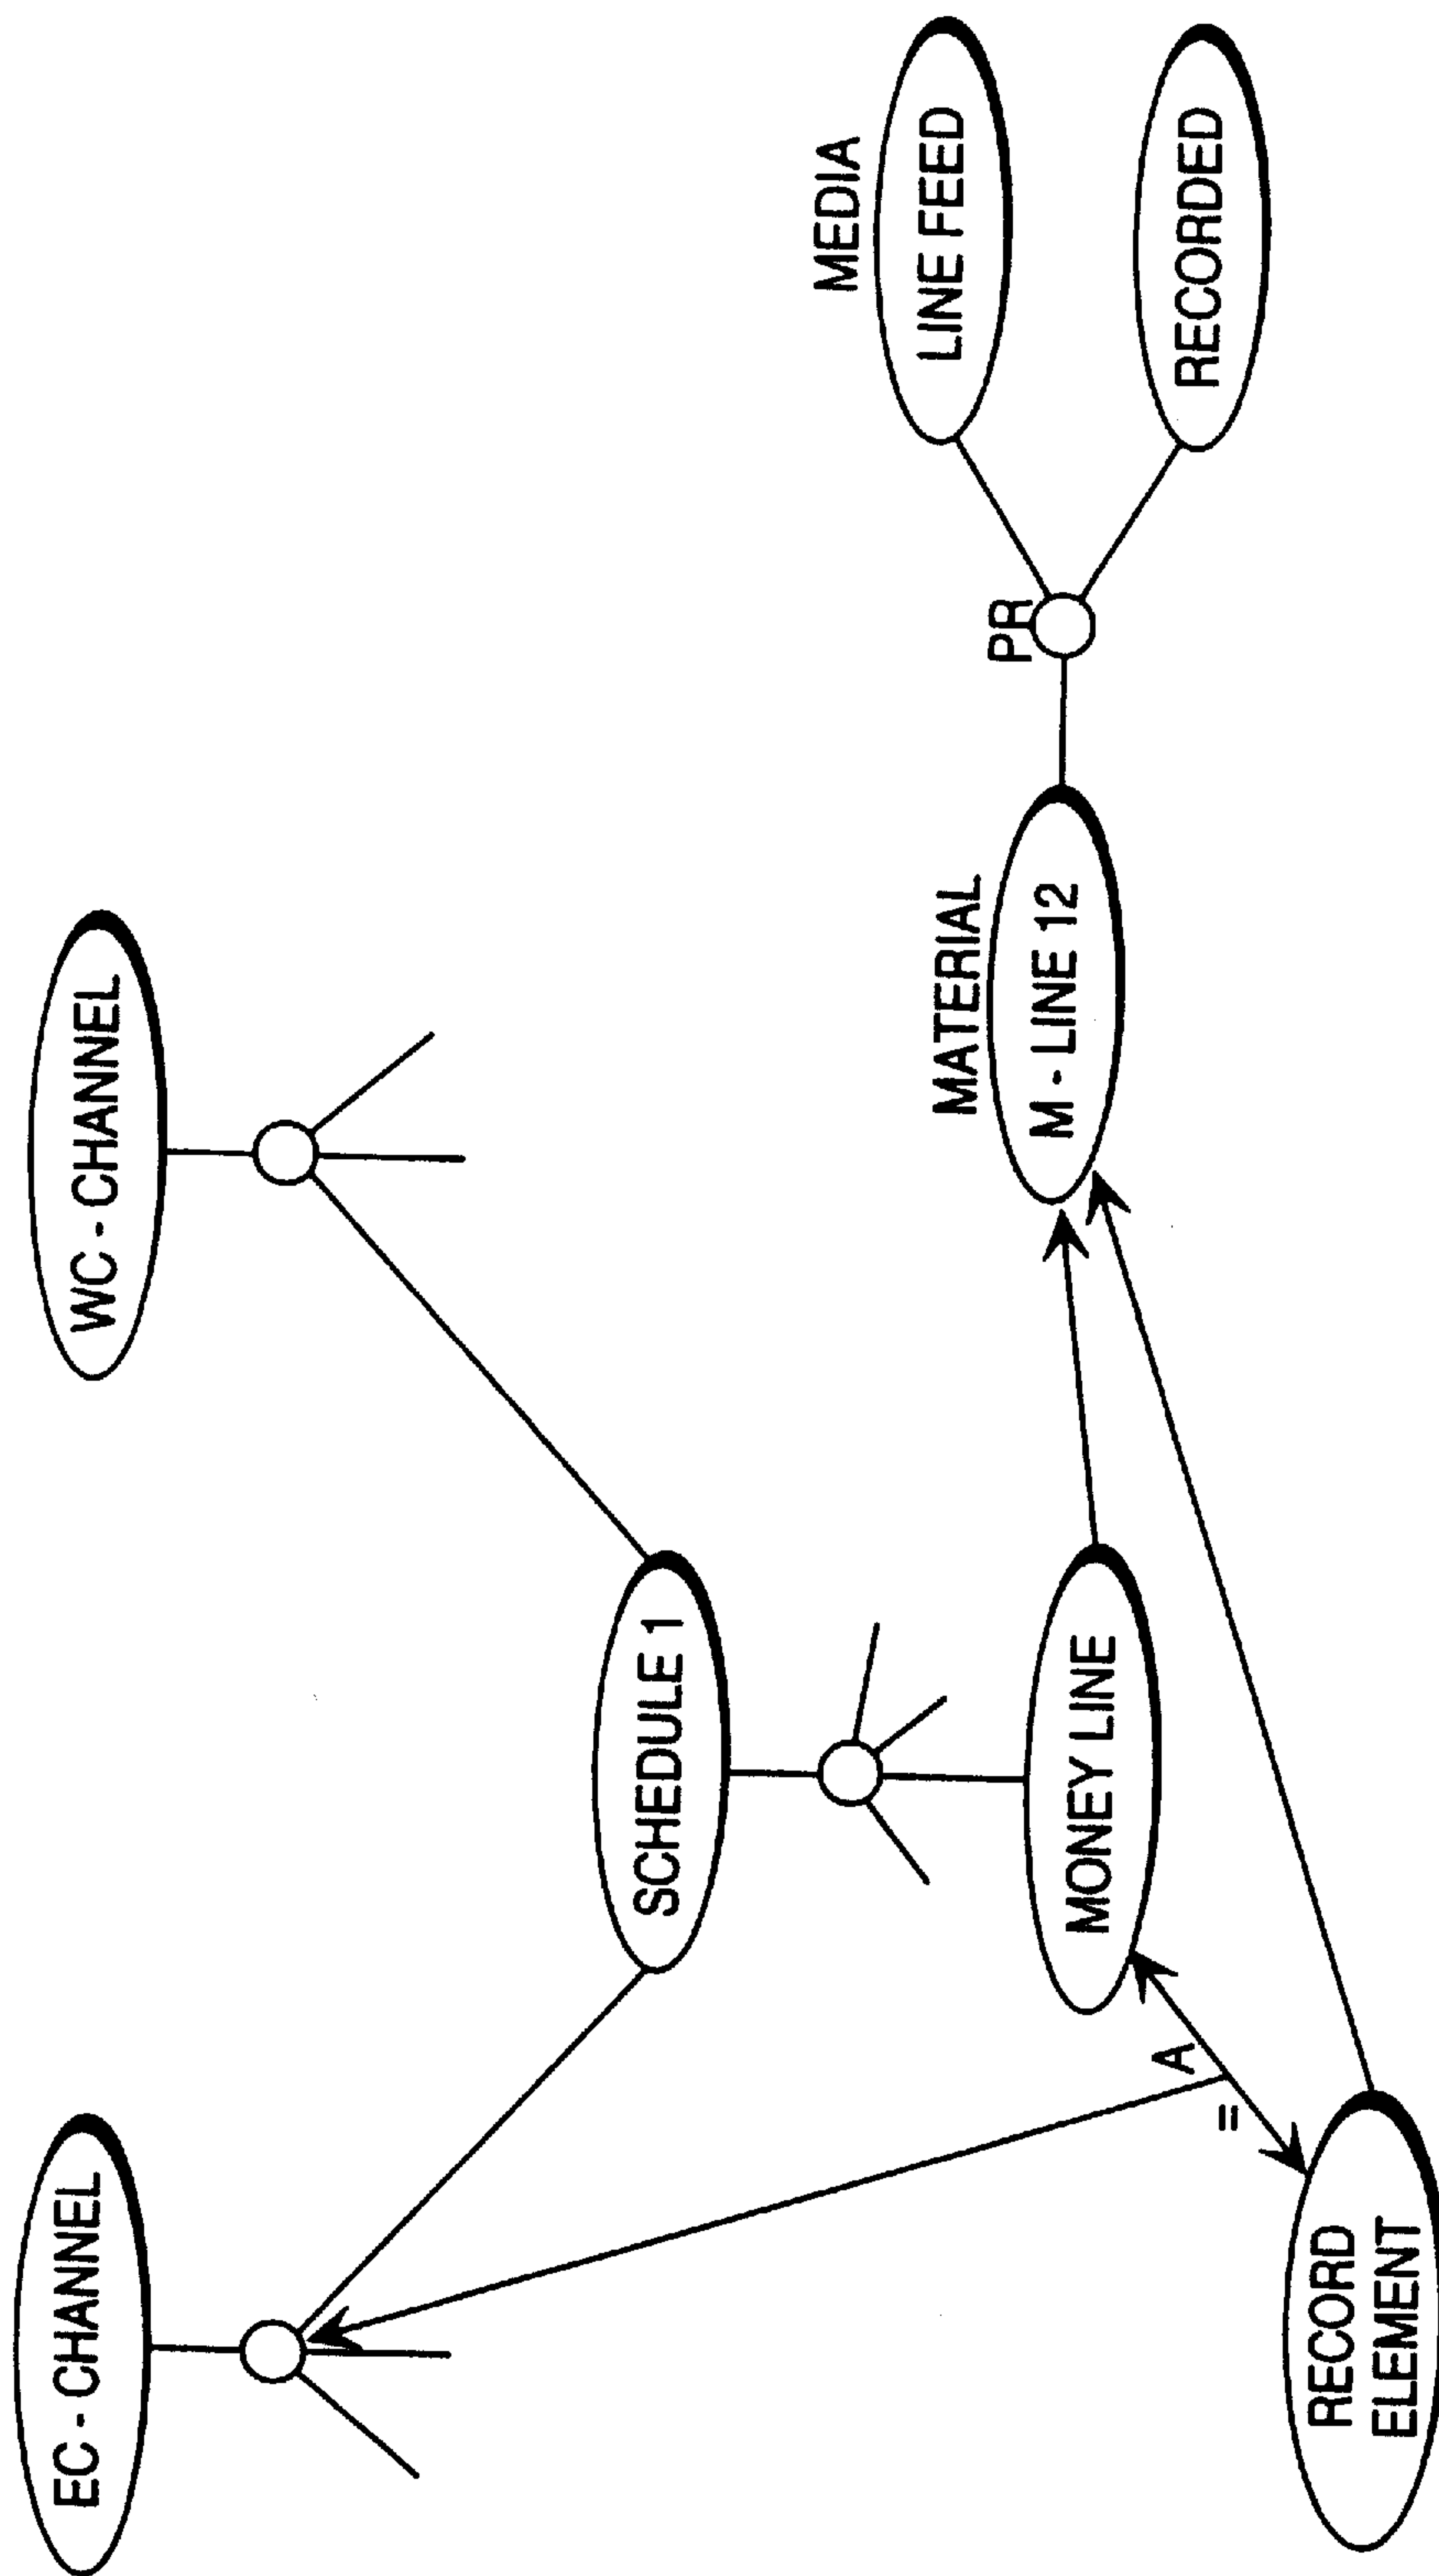 EC - CHANNEL
WC - CHANNEL
SCHEDULE 1
MEDIA
LINE FEED
MATERIAL
PR
M - LINE 12
MONEY LINE
RECORDED
A
=
RECORD
ELEMENT